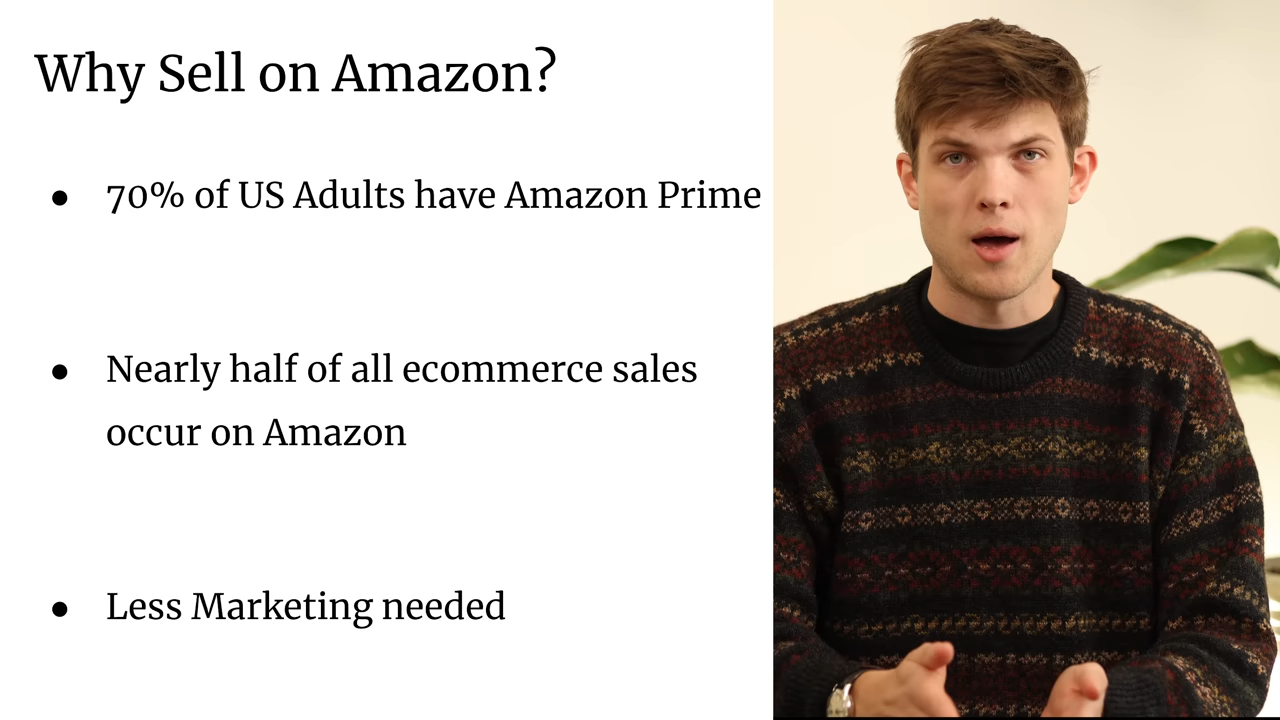 Why Sell on Amazon?
● 70% of US Adults have Amazon Prime
● Nearly half of all ecommerce sales
occur on Amazon
● Less Marketing needed